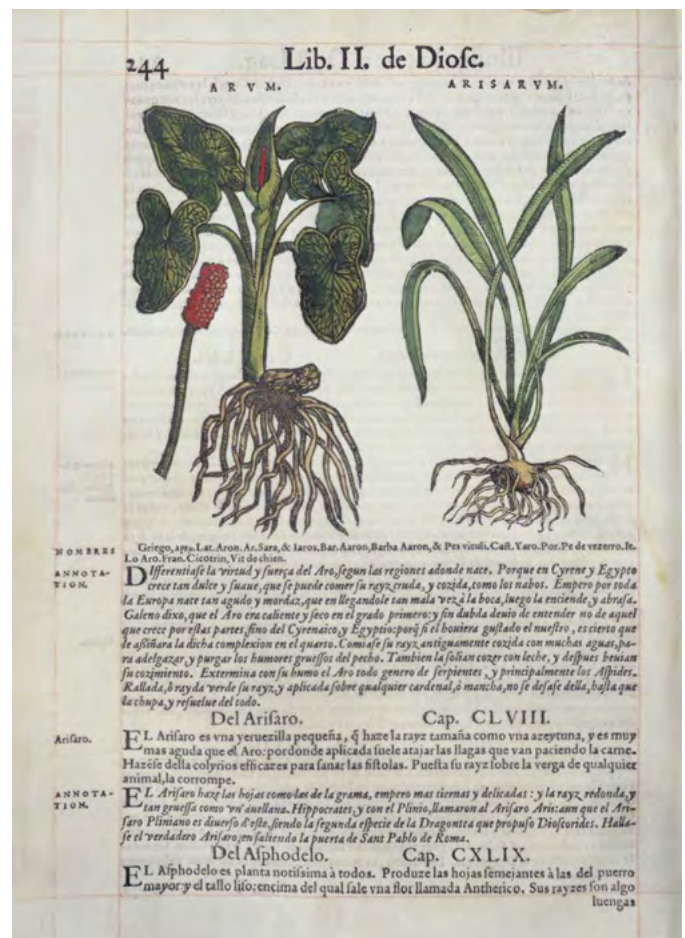 244
Lib. II. de Diosc.
ARVM.
ARISARVM.
NOMBRES
Griego, Lat. Aron. Ar. Sara, & Iaros, Bar. Aaron, Barba Aaron, & Pes vituli. Cast. Yaro. Por. Pe de vezerro. It.
Lo Aro. Fran. Cicotrin, Vit de chien.
ANNOTA-
TION.
DIfferentiase la virtud y fuerça del Aro, segun las regiones adonde nace. Porque en Cyrene y Egypto
crece tan dulce y suaue, que se puede comer su rayz, cruda, y cozida, como los nabos. Empero por toda
la Europa nace tan agudo y mordaz, que en llegandole tan mala vez à la boca, luego la enciende, y abrasa.
Galeno dixo, que el Aro era caliente y seco en el grado primero: y sin dubda deuio de entender no de aquel
que crece por estas partes, sino del Cyrenaico, y Egyptio: porq̃ si el houiera gustado el nuestro, es cierto que
le assiñara la dicha complexion en el quarto. Comiase su rayz antiguamente cozida con muchas aguas, pa-
ra adelgazar, y purgar los humores gruessos del pecho. Tambien la solian cozer con leche, y despues beuian
su cozimiento. Extermina con su humo el Aro todo genero de serpientes, y principalmente los Aspides.
Rallada, ò rayda verde su rayz, y aplicada sobre qualquier cardenal, ò mancha, no se desase della, hasta que
la chupa, y resuelue del todo.
Del Arisaro. Cap. CLVIII.
Arisaro.
EL Arisaro es vna yeruezilla pequeña, q̃ haze la rayz tamaña como vna azeytuna, y es muy
mas aguda que el Aro: por donde aplicada suele atajar las llagas que van paciendo la carne.
Hazẽse della colyrios efficazes para sanar las fistolas. Puesta su rayz sobre la verga de qualquier
animal, la corrompe.
ANNOTA-
TION.
EL Arisaro haze las hojas como las de la grama, empero mas tiernas y delicadas: y la rayz redonda, y
tan gruessa como vn' auellana. Hippocrates, y con el Plinio, llamaron al Arisaro Aris: aun que el Ari-
saro Pliniano es diuerso d'este, siendo la segunda especie de la Dragontea que propuso Dioscorides. Halla-
se el verdadero Arisaro, en saliendo la puerta de Sant Pablo de Roma.
Del Asphodelo. Cap. CXLIX.
EL Asphodelo es planta notissima à todos. Produze las hojas semejantes à las del puerro
mayor: y el tallo liso: encima del qual sale vna flor llamada Antherico. Sus rayzes son algo
luengas